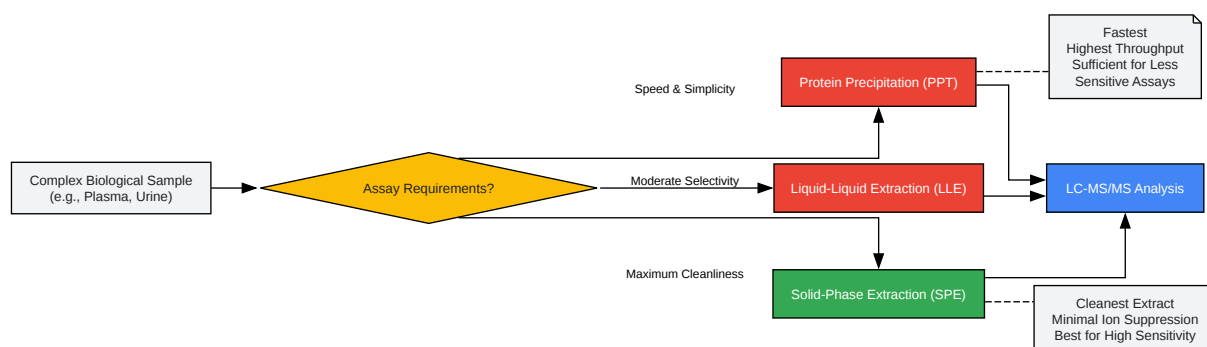 Complex Biological Sample
(e.g., Plasma, Urine)
Assay Requirements?
Speed & Simplicity
Moderate Selectivity
Maximum Cleanliness
Protein Precipitation (PPT)
Liquid-Liquid Extraction (LLE)
Solid-Phase Extraction (SPE)
Fastest
Highest Throughput
Sufficient for Less
Sensitive Assays
LC-MS/MS Analysis
Cleanest Extract
Minimal Ion Suppression
Best for High Sensitivity